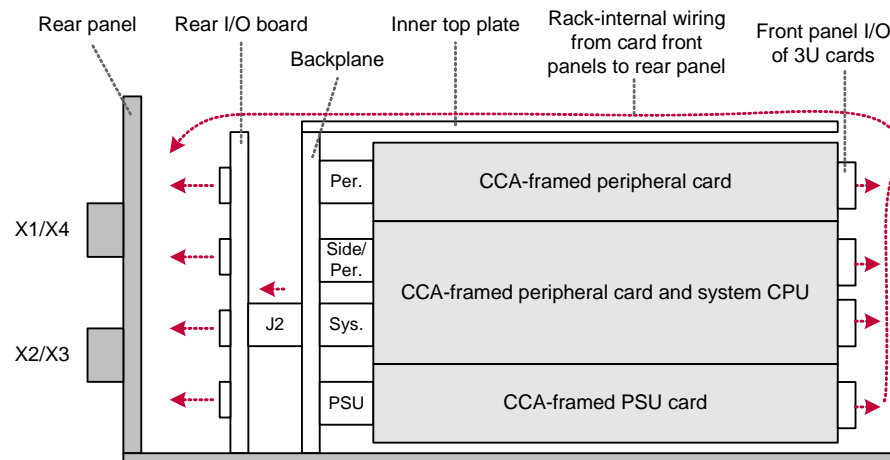 Rear panel
Rear I/O board
Backplane
Inner top plate
Rack-internal wiring
from card front
panels to rear panel
Front panel I/O
of 3U cards
X1/X4
X2/X3
Per.
CCA-framed peripheral card
Side/
Per.
CCA-framed peripheral card and system CPU
J2
Sys.
PSU
CCA-framed PSU card